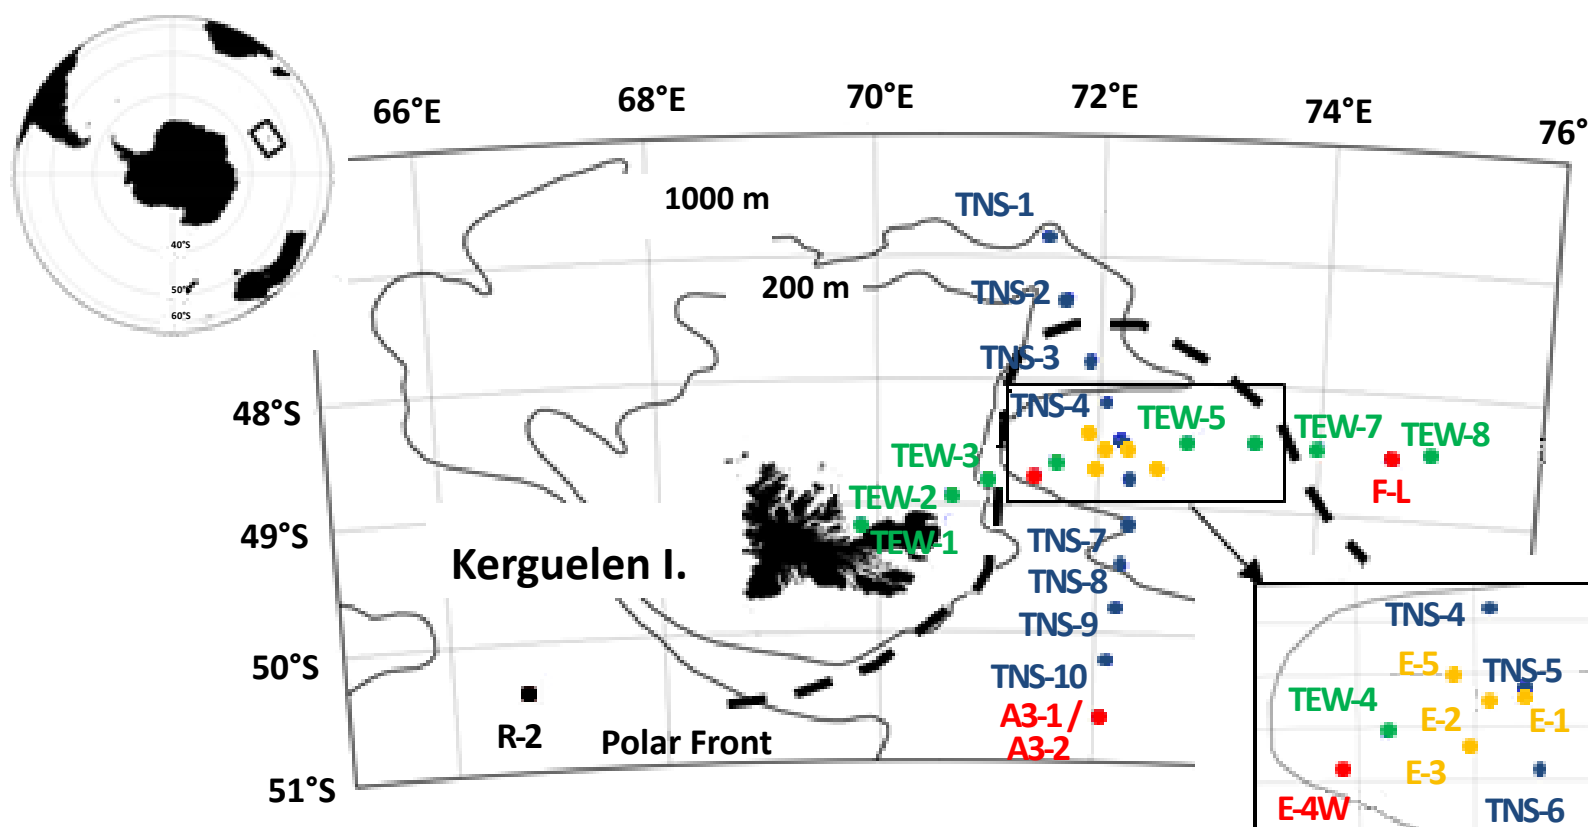 66°E
68°E
70°E
72°E
74°E
76°
40°S
50°S
60°S
1000 m
TNS-1
200 m
TNS-2
TNS-3
48°S
TNS-4
TEW-5
TEW-7
TEW-8
TEW-3
F-L
TEW-2
49°S
TEW-1
TNS-7
Kerguelen I.
TNS-8
TNS-9
50°S
TNS-10
A3-1 /
A3-2
R-2
Polar Front
51°S
TNS-4
E-5
TNS-5
TEW-4
E-2
E-1
E-3
E-4W
TNS-6